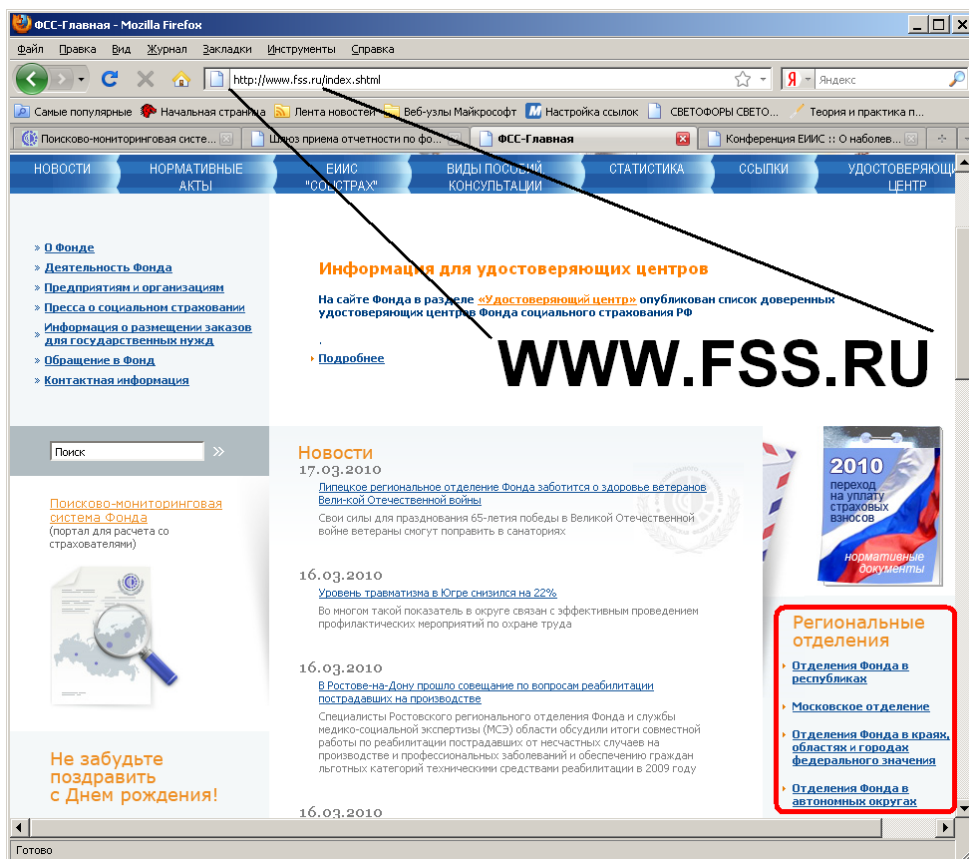 ФСС-Главная - Mozilla Firefox
Файл Правка Вид Журнал Закладки Инструменты Справка
http://www.fss.ru/index.shtml
Яндекс
Самые популярные Начальная страница Лента новостей Веб-узлы Майкрософт Настройка ссылок СВЕТОФОРЫ СВЕТО... Теория и практика п...
Поисково-мониторинговая систе... Шлюз приема отчетности по фо... ФСС-Главная Конференция ЕИИС :: О наболев...
НОВОСТИ НОРМАТИВНЫЕ АКТЫ ЕИИС "СОЦСТРАХ" ВИДЫ ПОСОБИЙ КОНСУЛЬТАЦИИ СТАТИСТИКА ССЫЛКИ УДОСТОВЕРЯЮЩИ ЦЕНТР
» О Фонде
» Деятельность Фонда
» Предприятиям и организациям
» Пресса о социальном страховании
» Информация о размещении заказов
для государственных нужд
» Обращение в Фонд
» Контактная информация
Информация для удостоверяющих центров
На сайте Фонда в разделе «Удостоверяющий центр» опубликован список доверенных
удостоверяющих центров Фонда социального страхования РФ
.
Подробнее
WWW.FSS.RU
Поиск »
Поисково-мониторинговая
система Фонда
(портал для расчета со
страхователями)
Не забудьте
поздравить
с Днем рождения!
Новости
17.03.2010
Липецкое региональное отделение Фонда заботится о здоровье ветеранов
Вели-кой Отечественной войны
Свои силы для празднования 65-летия победы в Великой Отечественной
войне ветераны смогут поправить в санаториях
16.03.2010
Уровень травматизма в Югре снизился на 22%
Во многом такой показатель в округе связан с эффективным проведением
профилактических мероприятий по охране труда
16.03.2010
В Ростове-на-Дону прошло совещание по вопросам реабилитации
пострадавших на производстве
Специалисты Ростовского регионального отделения Фонда и службы
медико-социальной экспертизы (МСЭ) области обсудили итоги совместной
работы по реабилитации пострадавших от несчастных случаев на
производстве и профессиональных заболеваний и обеспечению граждан
льготных категорий техническими средствами реабилитации в 2009 году
16.03.2010
2010
переход
на уплату
страховых
взносов
нормативные
документы
Региональные
отделения
Отделения Фонда в
республиках
Московское отделение
Отделения Фонда в краях,
областях и городах
федерального значения
Отделения Фонда в
автономных округах
Готово